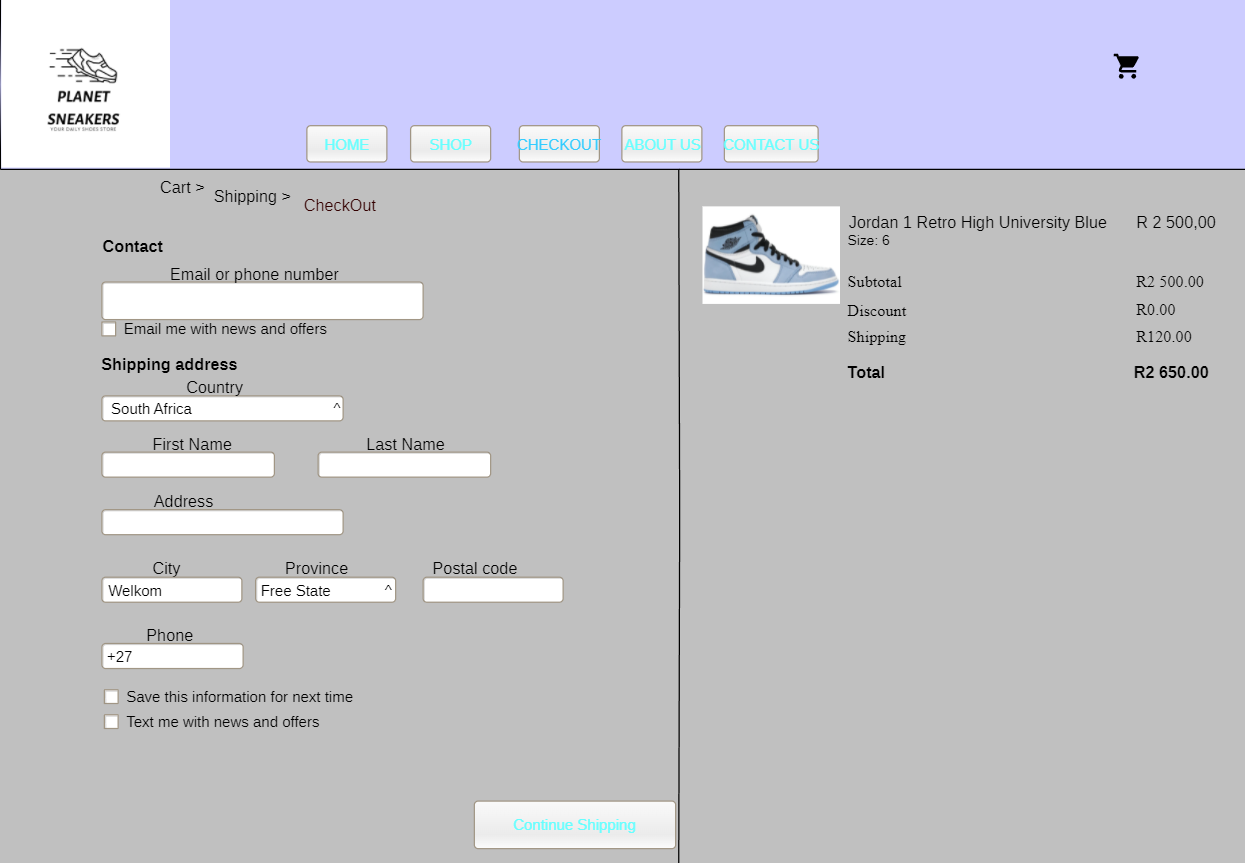 PLANET
SNEAKERS
YOUR DAILY SHOES STORE
HOME
SHOP
CHECKOUT
ABOUT US
CONTACT US
Cart >
Shipping >
CheckOut
Contact
Email or phone number
Email me with news and offers
Shipping address
Country
South Africa ^
First Name Last Name
Address
City Province Postal code
Welkom Free State ^
Phone
+27
Save this information for next time
Text me with news and offers
Continue Shipping
Jordan 1 Retro High University Blue R 2 500,00
Size: 6
Subtotal R2 500.00
Discount R0.00
Shipping R120.00
Total R2 650.00